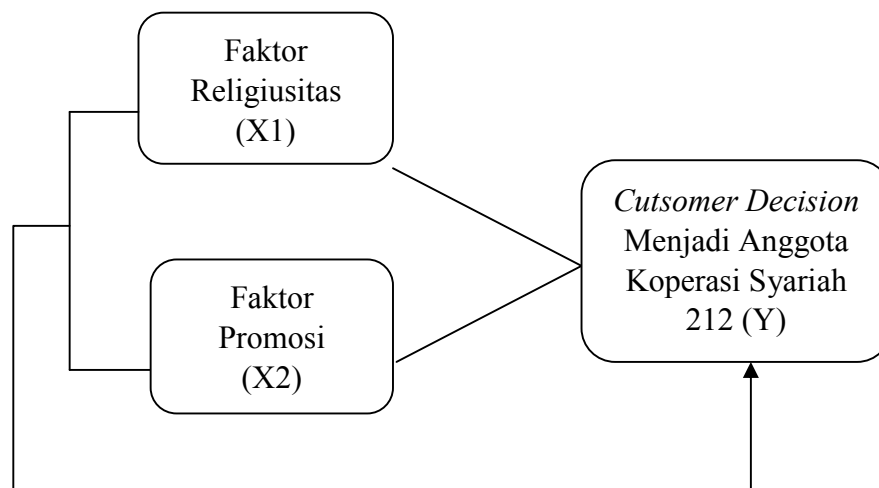 Faktor
Religiusitas
(X1)
Cutsomer Decision
Menjadi Anggota
Koperasi Syariah
212 (Y)
Faktor
Promosi
(X2)